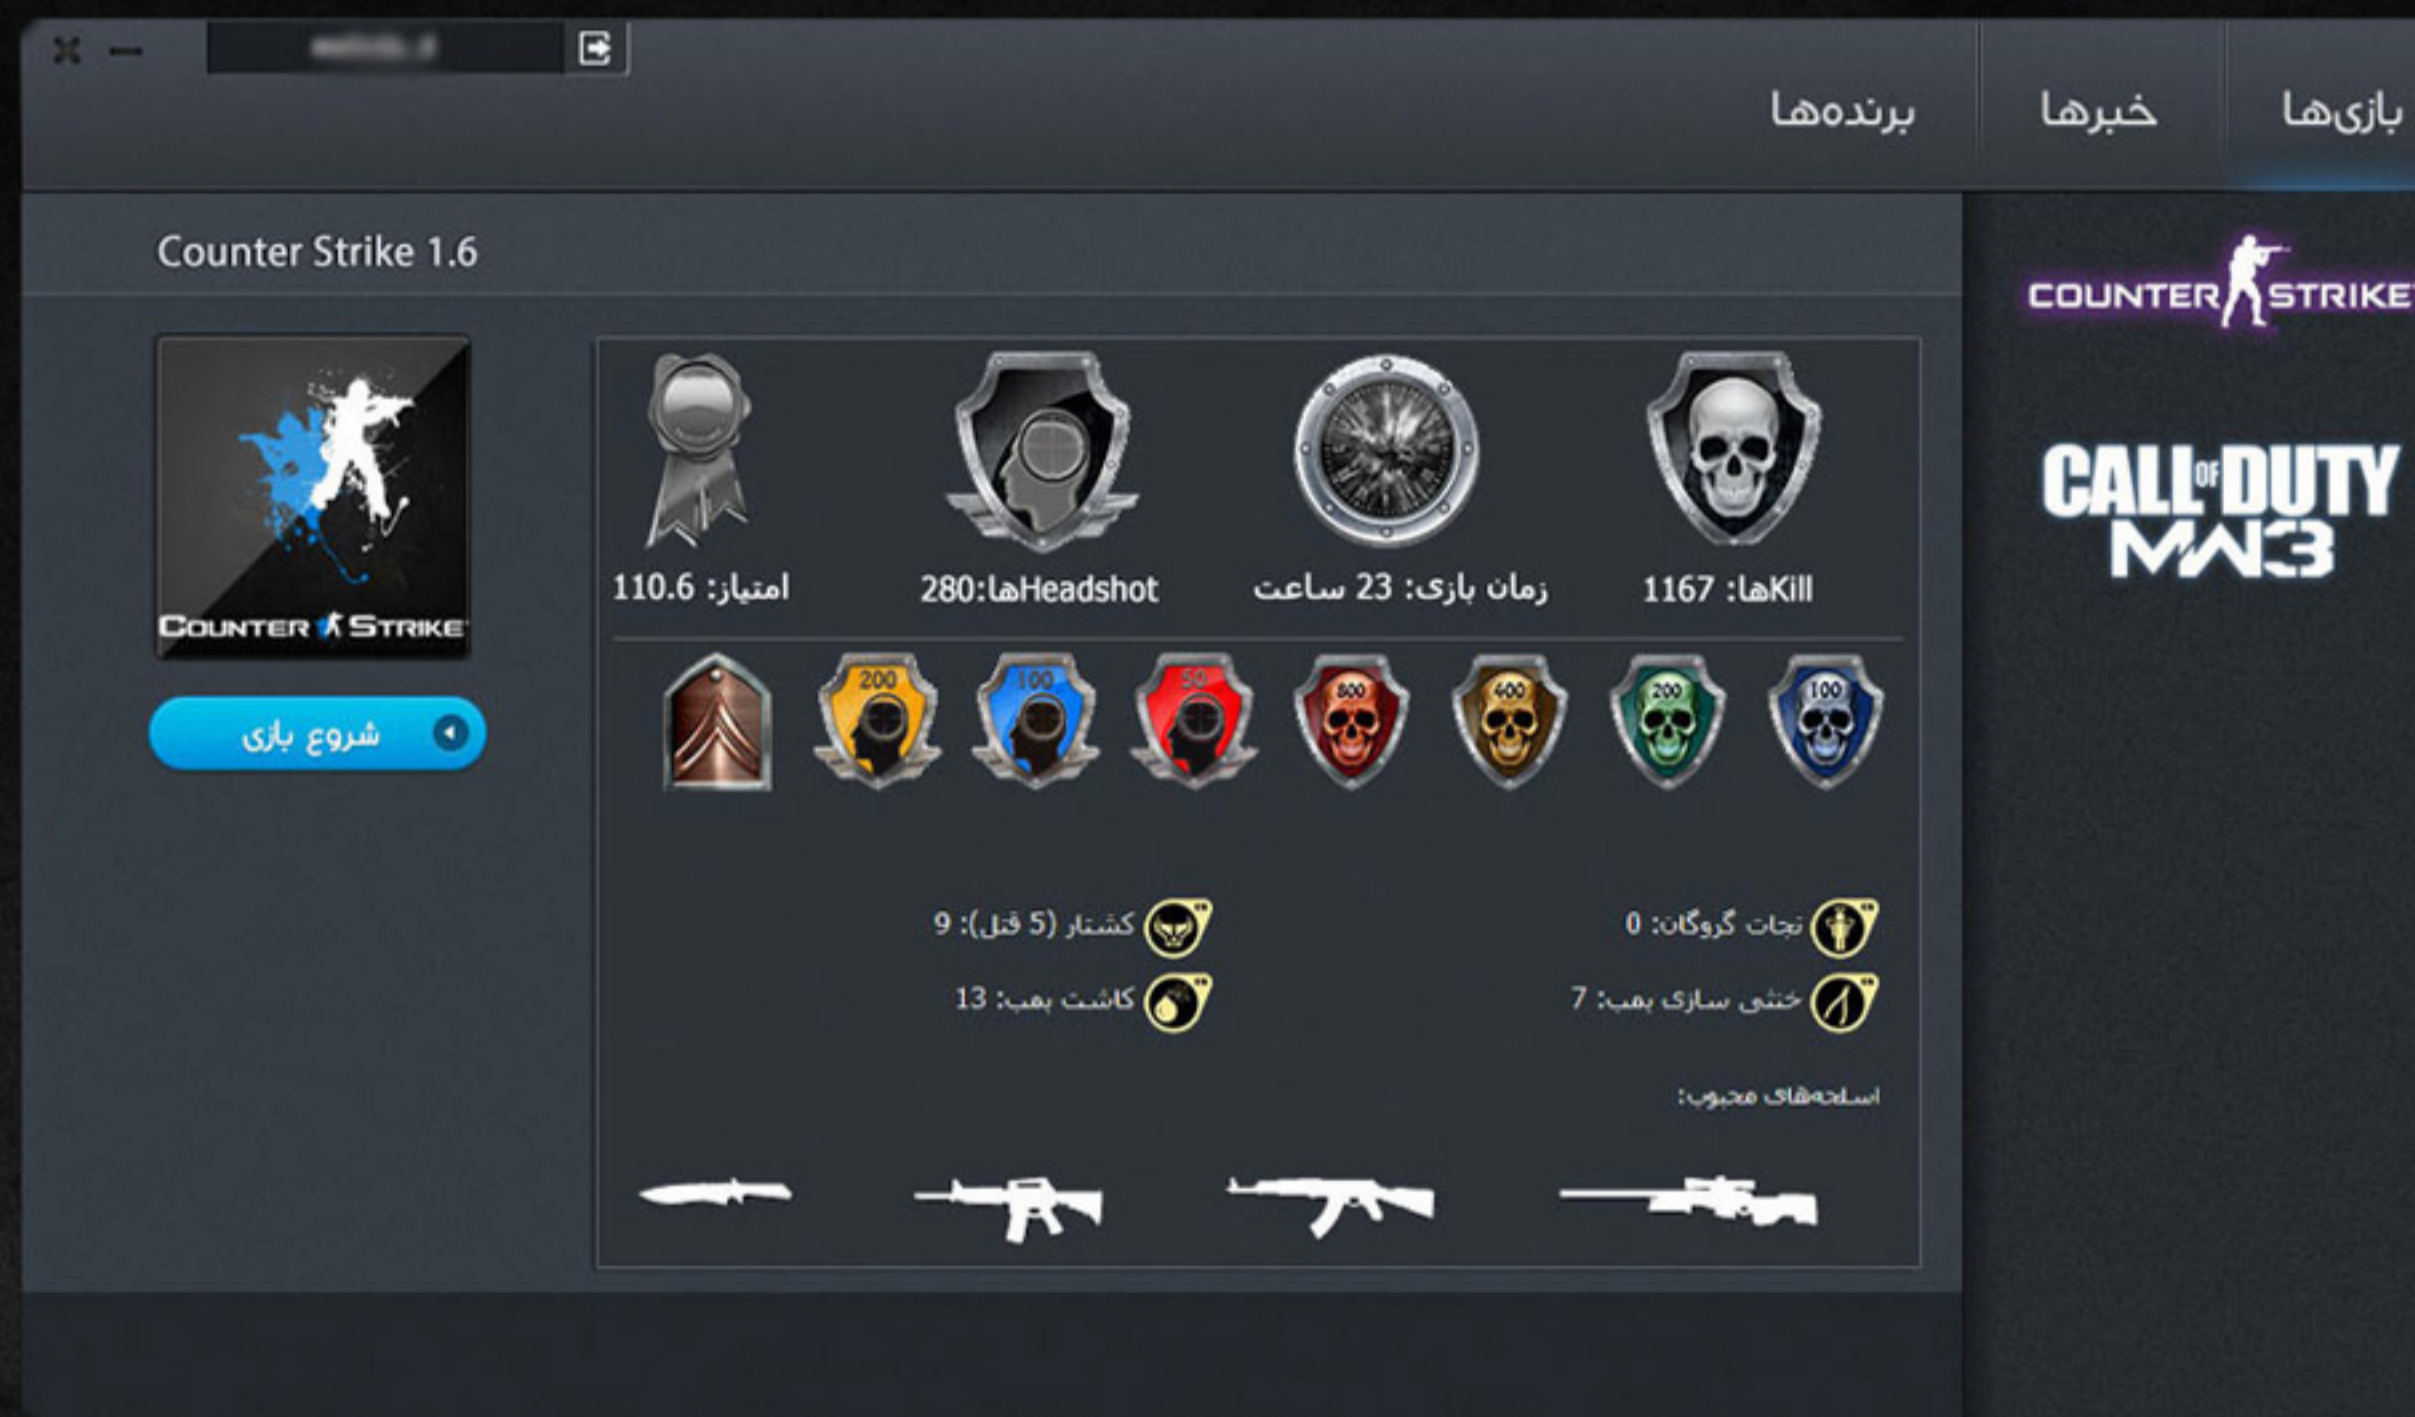 بازی‌ها
خبرها
برنده‌ها
Counter Strike 1.6
COUNTER STRIKE
CALL OF DUTY
MW3
COUNTER STRIKE
شروع بازی
Killها: 1167
زمان بازی: 23 ساعت
Headshotها:280
امتیاز: 110.6
100
200
400
800
50
100
200
نجات گروگان: 0
کشتار (5 قتل): 9
خنثی سازی بمب: 7
کاشت بمب: 13
اسلحه‌های محبوب: